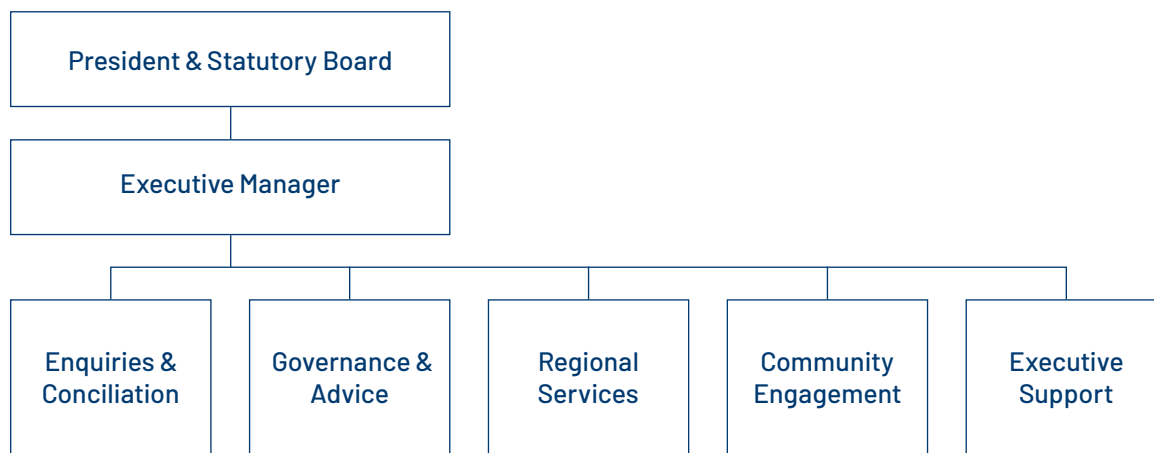 President & Statutory Board
Executive Manager
Enquiries &
Conciliation
Governance &
Advice
Regional
Services
Community
Engagement
Executive
Support